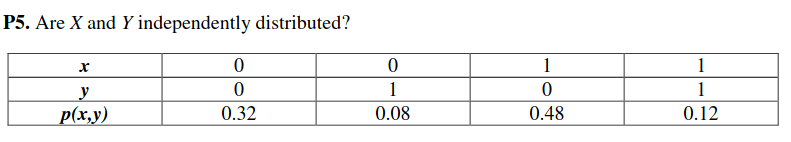 P5. Are X and Y independently distributed?
x 0 0 1 1
y 0 1 0 1
p(x,y) 0.32 0.08 0.48 0.12